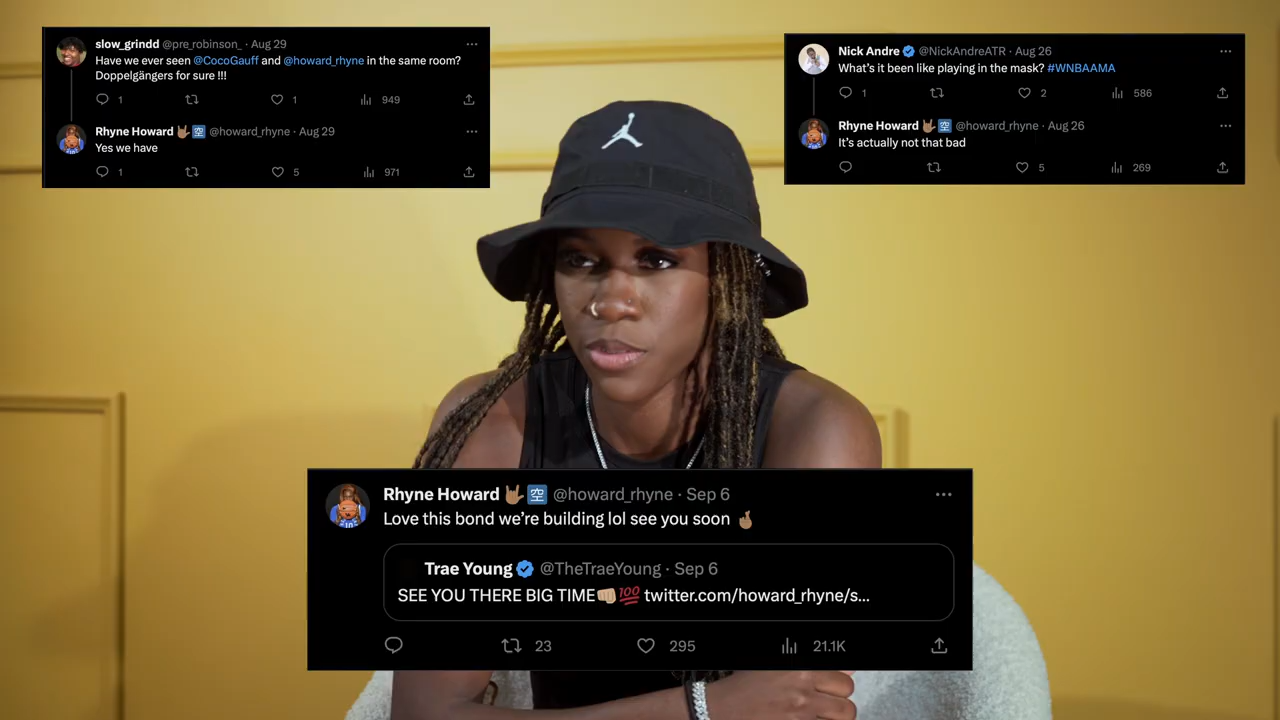 slow_grindd @pre_robinson_ · Aug 29
Have we ever seen @CocoGauff and @howard_rhyne in the same room?
Doppelgängers for sure !!!
1 1 949
Rhyne Howard 🤟🏽🈳 @howard_rhyne · Aug 29
Yes we have
1 5 971
Nick Andre @NickAndreATR · Aug 26
What's it been like playing in the mask? #WNBAAMA
1 2 586
Rhyne Howard 🤟🏽🈳 @howard_rhyne · Aug 26
It's actually not that bad
5 269
Rhyne Howard 🤟🏽🈳 @howard_rhyne · Sep 6
Love this bond we're building lol see you soon 🤞🏽
Trae Young @TheTraeYoung · Sep 6
SEE YOU THERE BIG TIME👊🏼💯 twitter.com/howard_rhyne/s...
23 295 21.1K